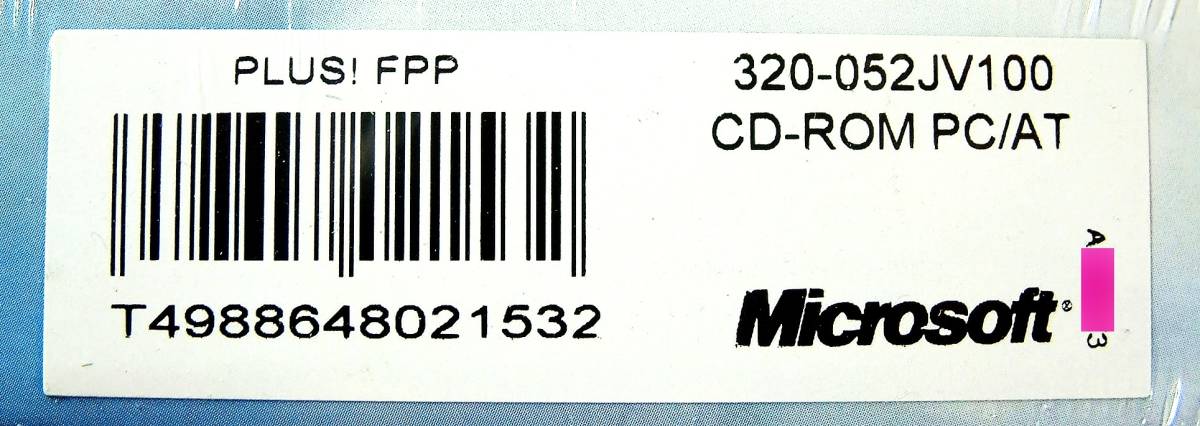 PLUS! FPP
T4988648021532
320-052JV100
CD-ROM PC/AT
Microsoft®
A
3